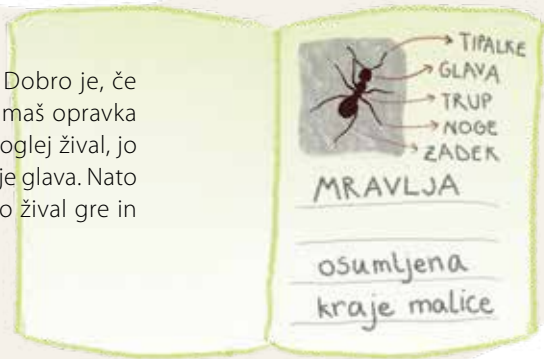 Dobro je, če
maš opravka
oglej žival, jo
je glava. Nato
o žival gre in
TIPALKE
GLAVA
TRUP
NOGE
ZADEK
MRAVLJA
osumljena
kraje malice